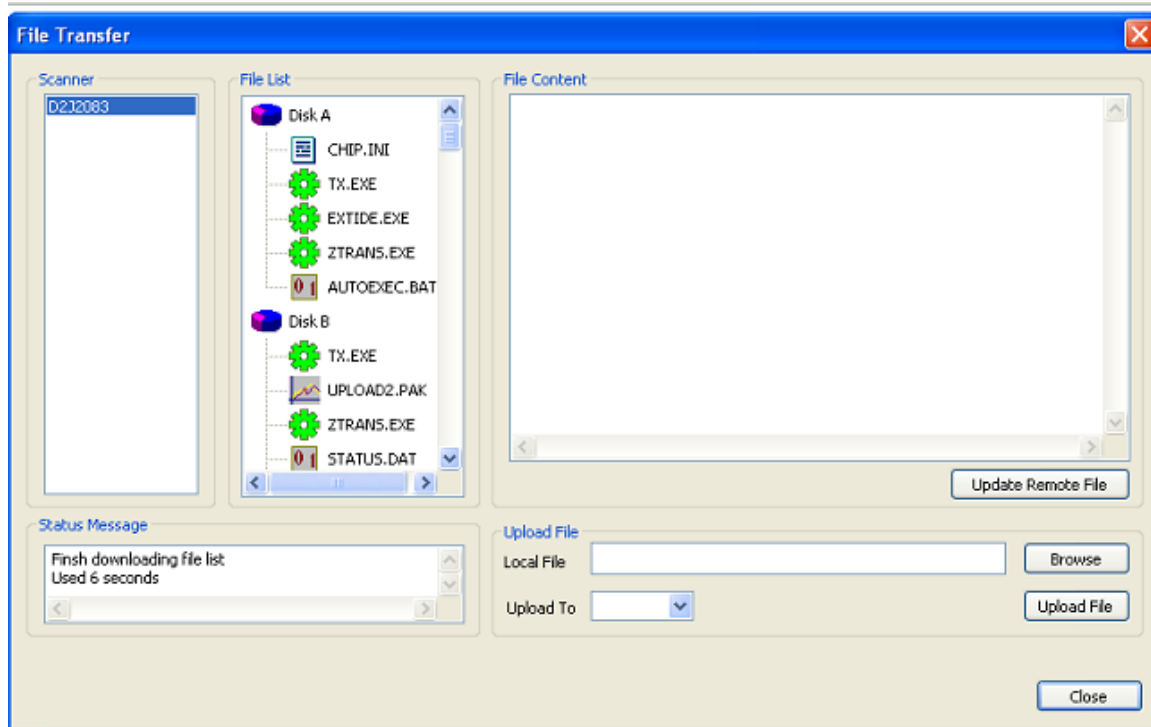 File Transfer
Scanner
D2J2083
File List
Disk A
CHIP.INI
TX.EXE
EXTIDE.EXE
ZTRANS.EXE
AUTOEXEC.BAT
Disk B
TX.EXE
UPLOAD2.PAK
ZTRANS.EXE
STATUS.DAT
File Content
Update Remote File
Status Message
Finsh downloading file list
Used 6 seconds
Upload File
Local File
Browse
Upload To
Upload File
Close